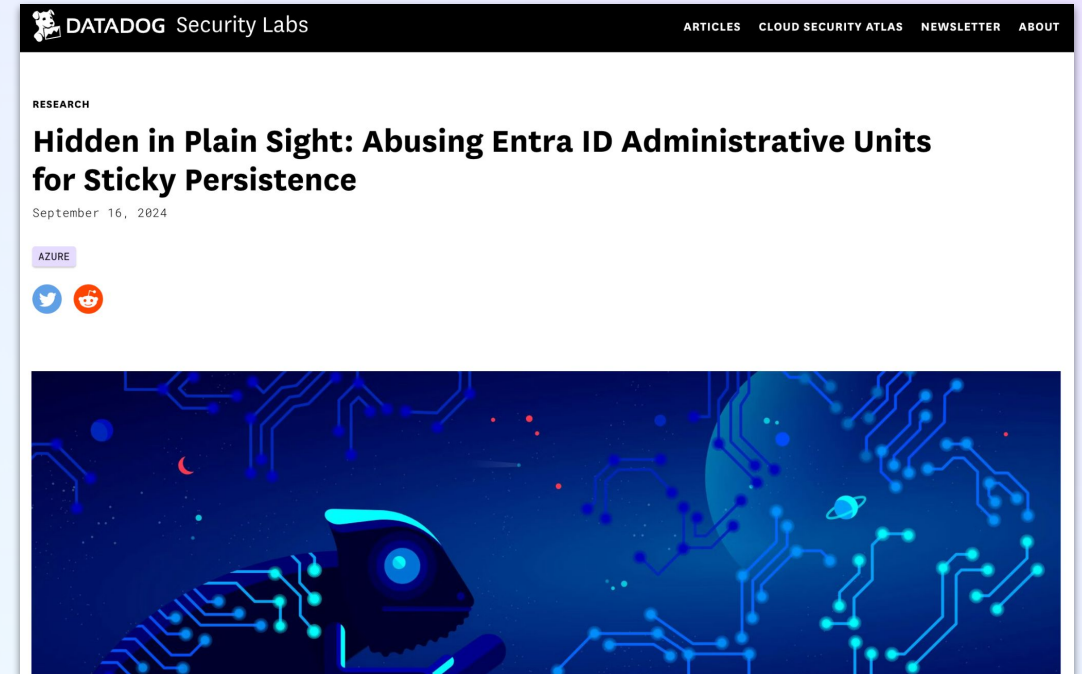 DATADOG Security Labs
ARTICLES CLOUD SECURITY ATLAS NEWSLETTER ABOUT
RESEARCH
Hidden in Plain Sight: Abusing Entra ID Administrative Units
for Sticky Persistence
September 16, 2024
AZURE